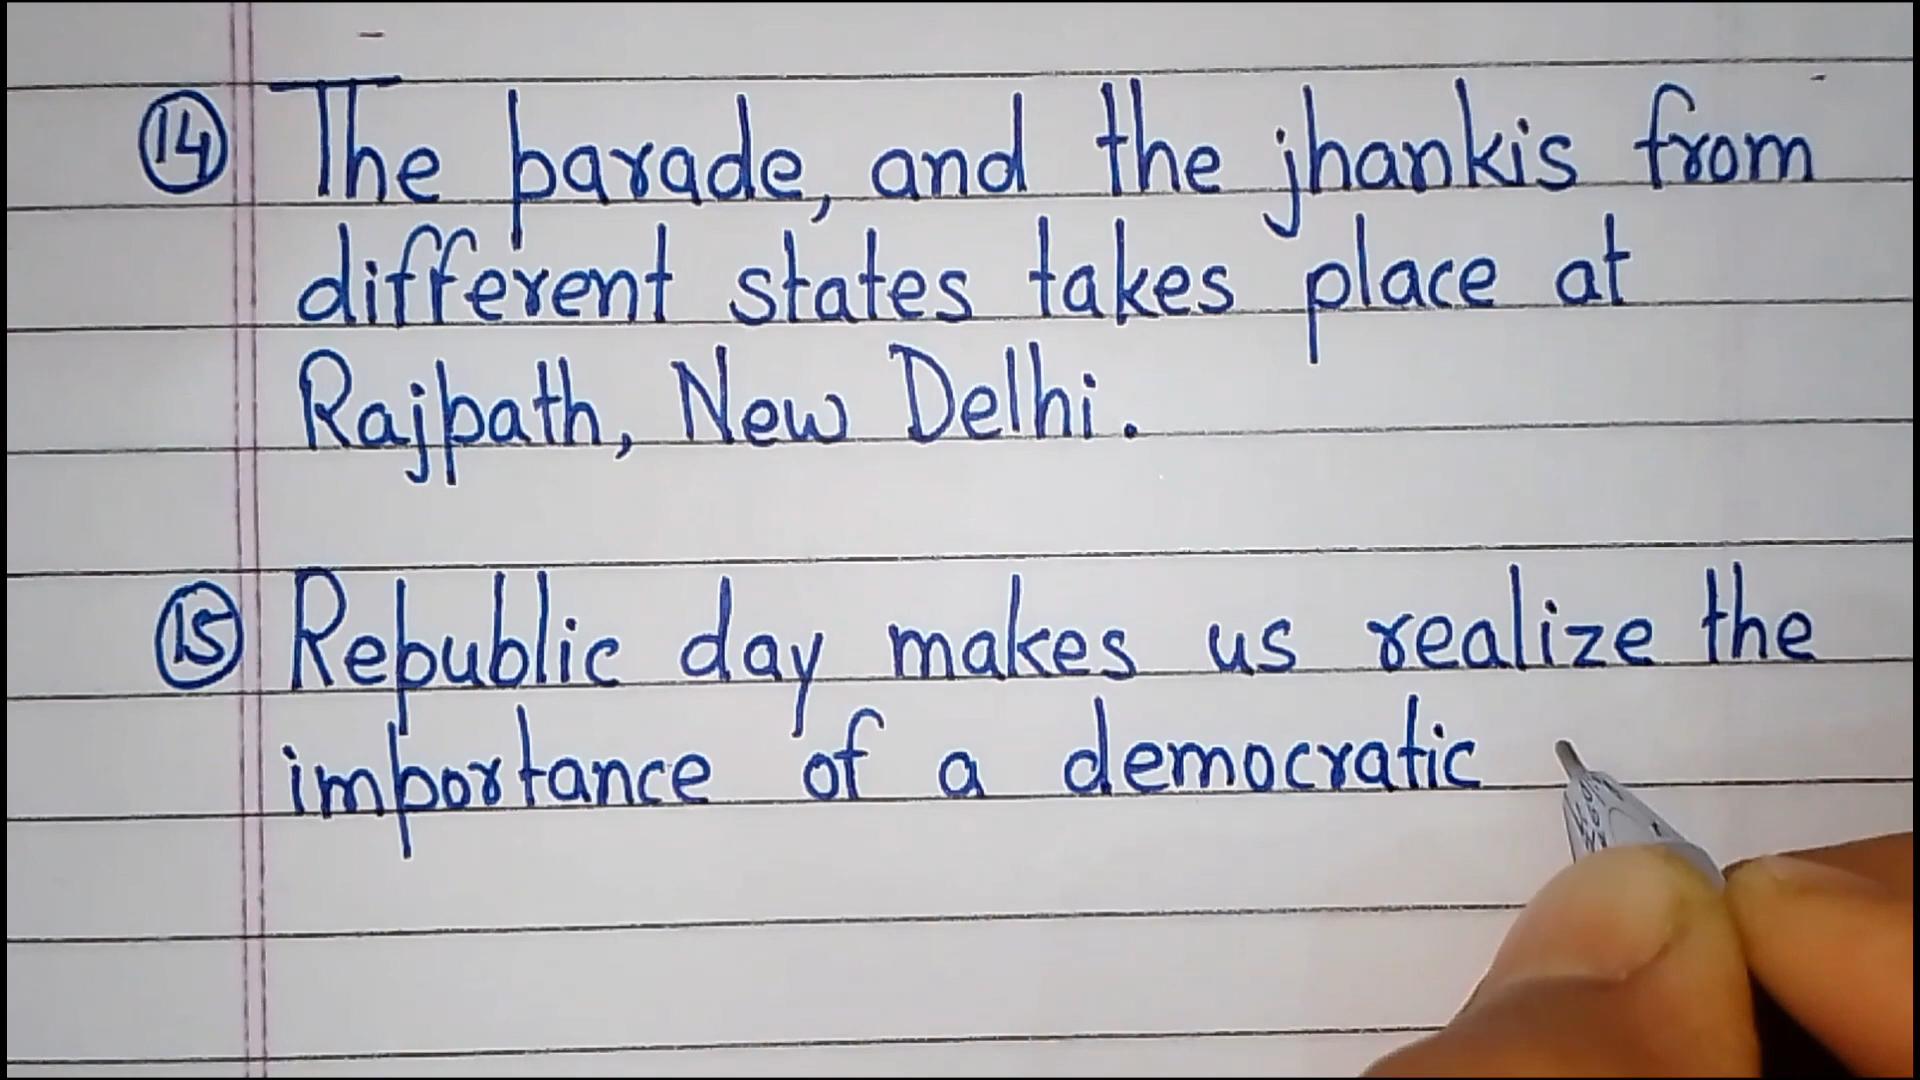 14 The parade, and the jhankis from
different states takes place at
Rajpath, New Delhi.
15 Republic day makes us realize the
importance of a democratic